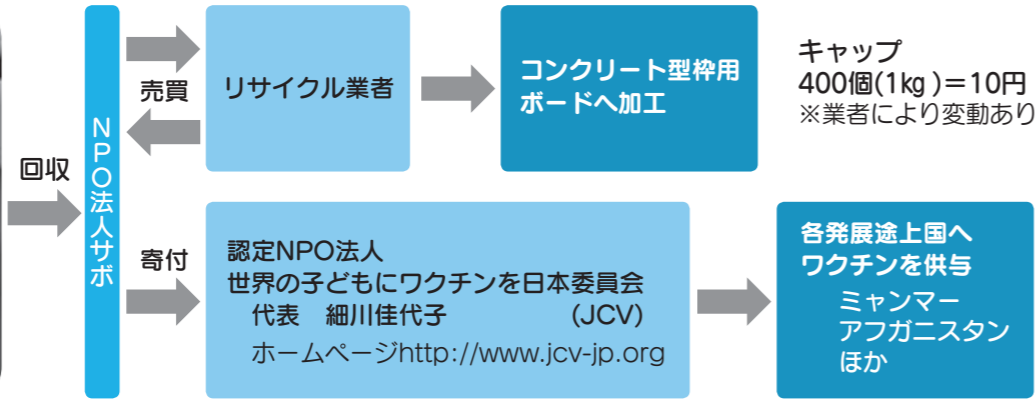 回収
NPO法人サポ
売買
リサイクル業者
コンクリート型枠用
ボードへ加工
キャップ
400個(1kg)=10円
※業者により変動あり
寄付
認定NPO法人
世界の子どもにワクチンを日本委員会
代表 細川佳代子 (JCV)
ホームページhttp://www.jcv-jp.org
各発展途上国へ
ワクチンを供与
ミャンマー
アフガニスタン
ほか